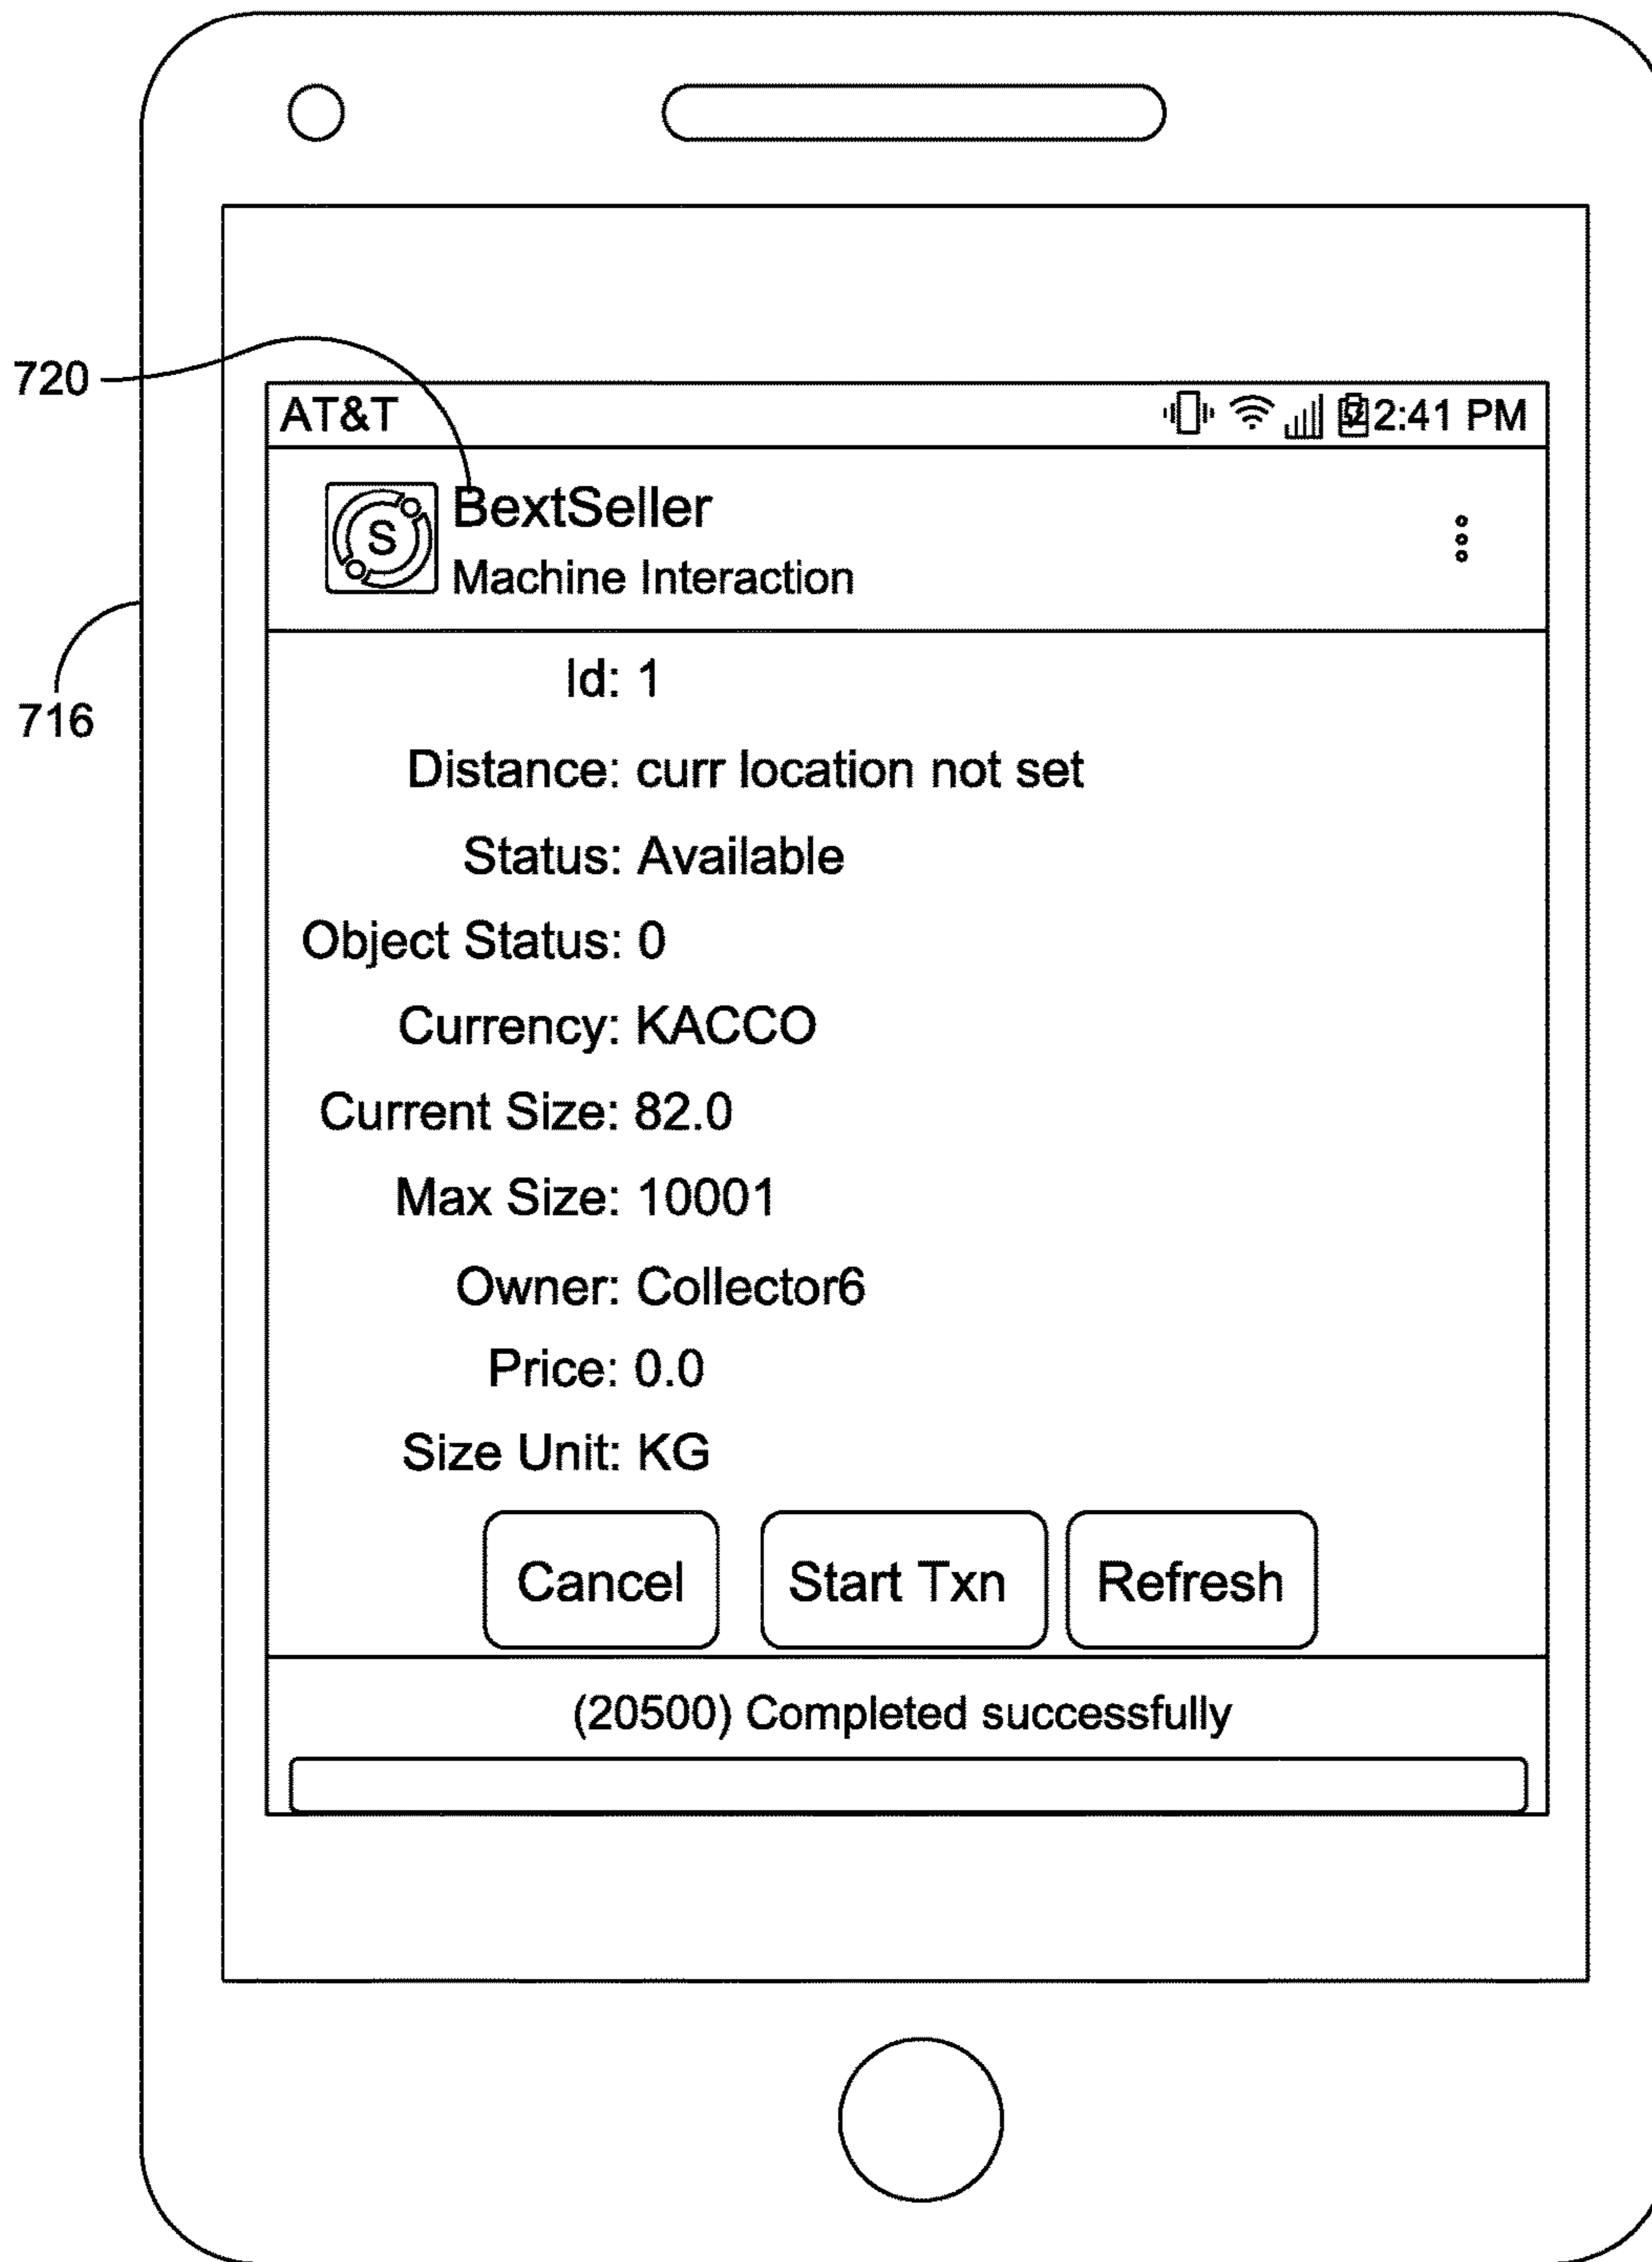 720
AT&T 2:41 PM
S
BextSeller
Machine Interaction
716
Id: 1
Distance: curr location not set
Status: Available
Object Status: 0
Currency: KACCO
Current Size: 82.0
Max Size: 10001
Owner: Collector6
Price: 0.0
Size Unit: KG
Cancel Start Txn Refresh
(20500) Completed successfully